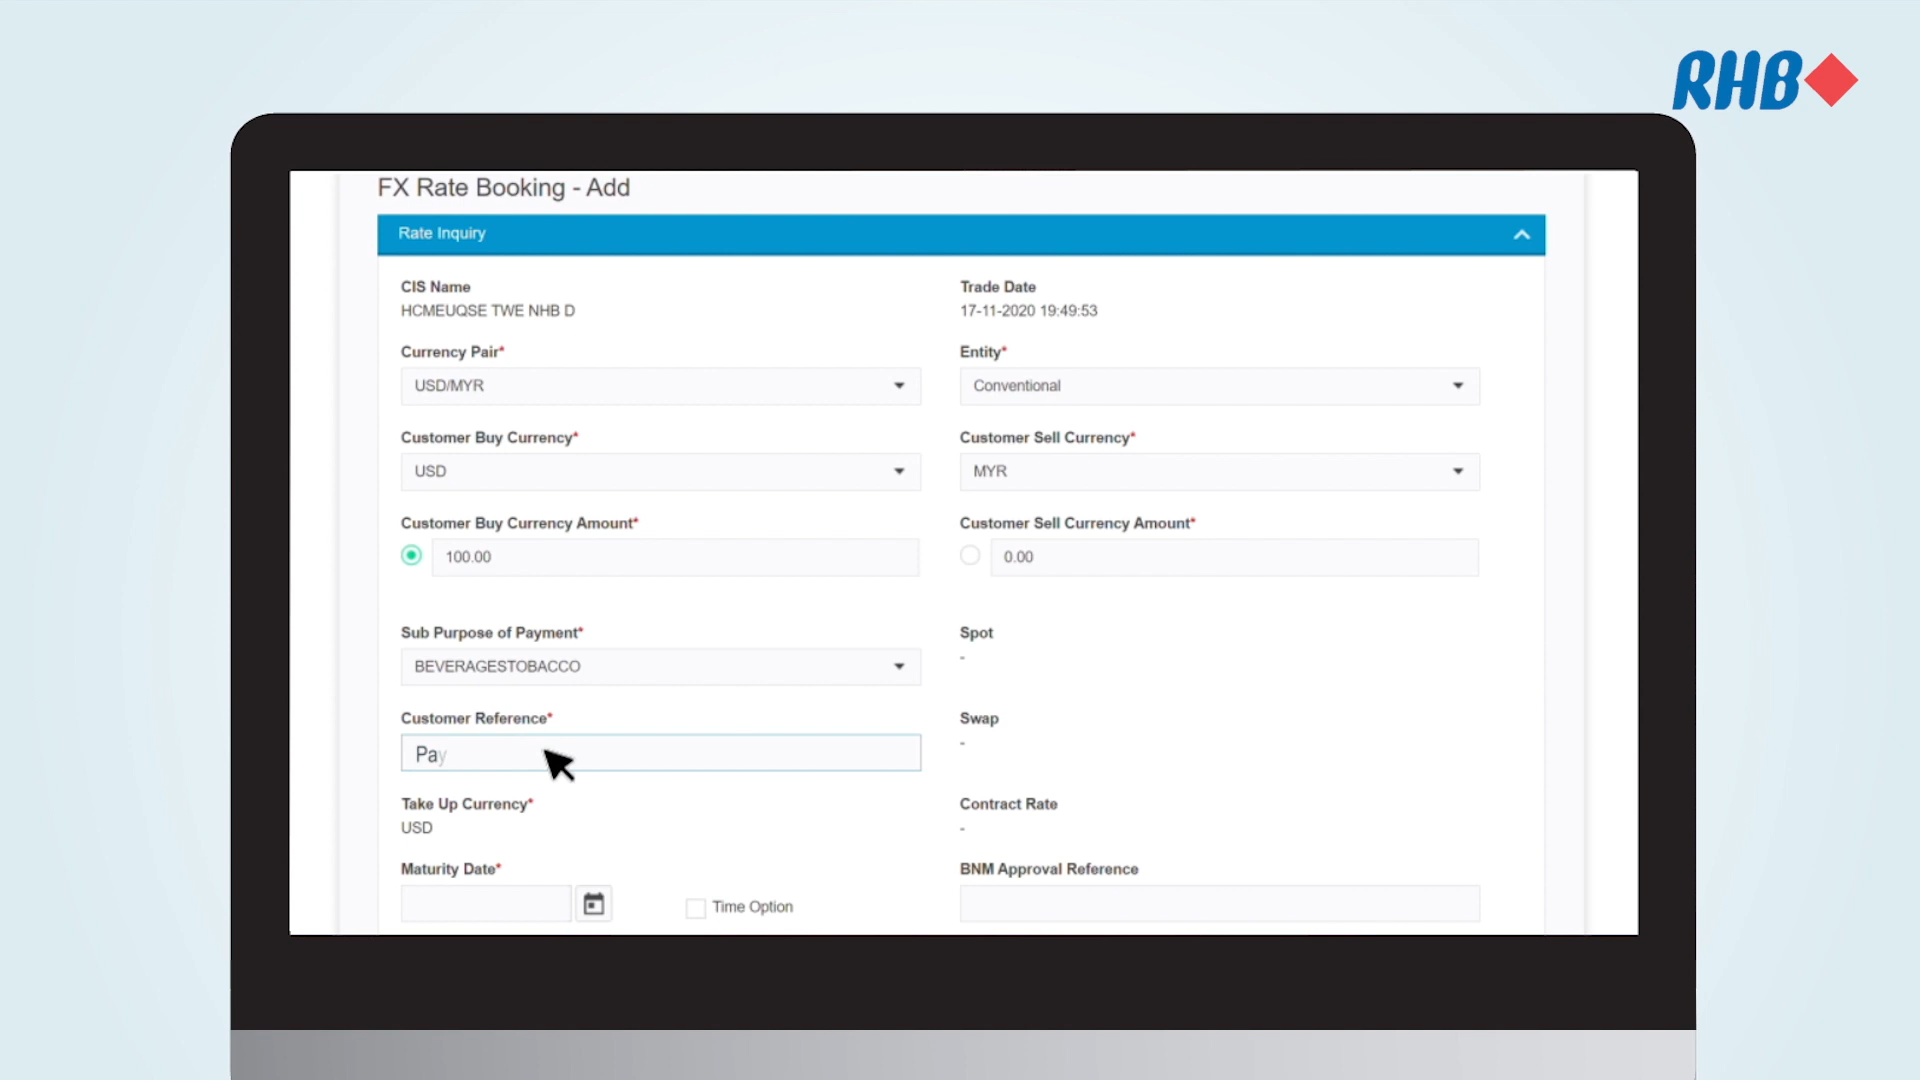 RHB
FX Rate Booking - Add
Rate Inquiry
CIS Name
HCMEUQSE TWE NHB D
Trade Date
17-11-2020 19:49:53
Currency Pair*
USD/MYR
Entity*
Conventional
Customer Buy Currency*
USD
Customer Sell Currency*
MYR
Customer Buy Currency Amount*
100.00
Customer Sell Currency Amount*
0.00
Sub Purpose of Payment*
BEVERAGESTOBACCO
Spot
-
Customer Reference*
Pay
Swap
-
Take Up Currency*
USD
Contract Rate
-
Maturity Date*
Time Option
BNM Approval Reference